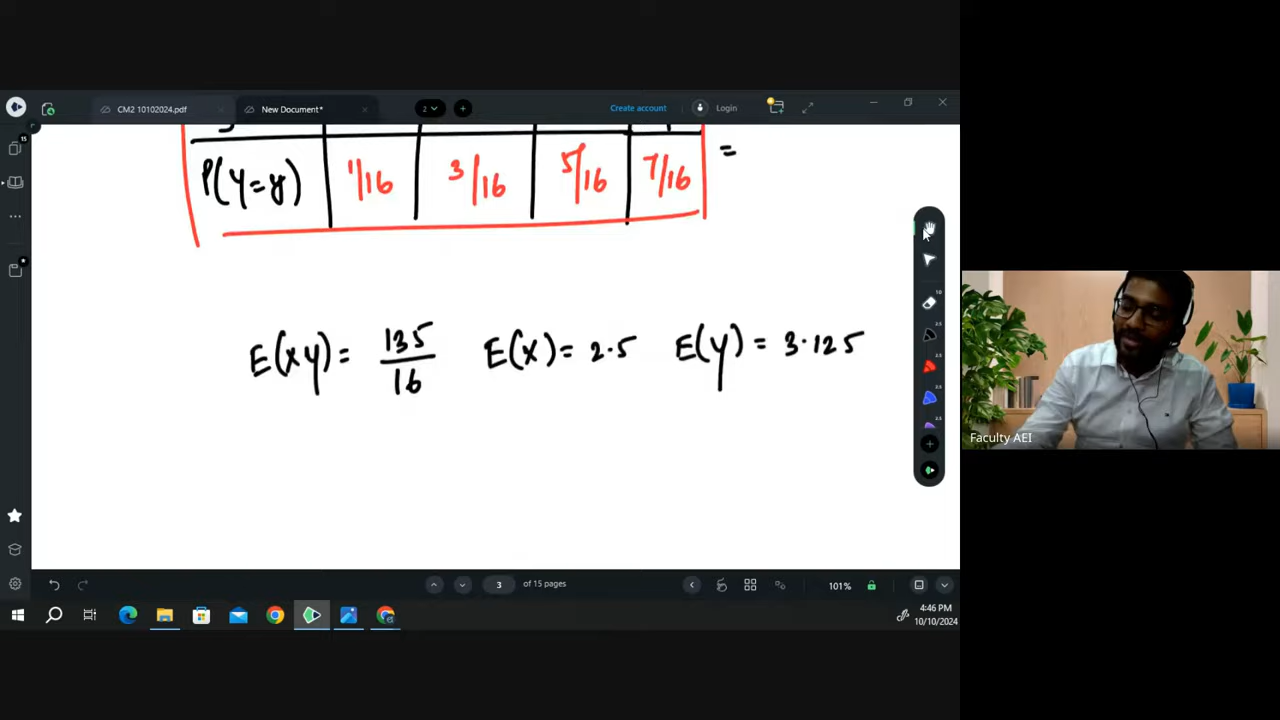 CM2 10102024.pdf New Document* 2 Create account Login
P(Y=y) 1/16 3/16 5/16 7/16 =
E(XY) = 135/16 E(X) = 2.5 E(Y) = 3.125
Faculty AEI
3 of 15 pages 101%
4:46 PM
10/10/2024